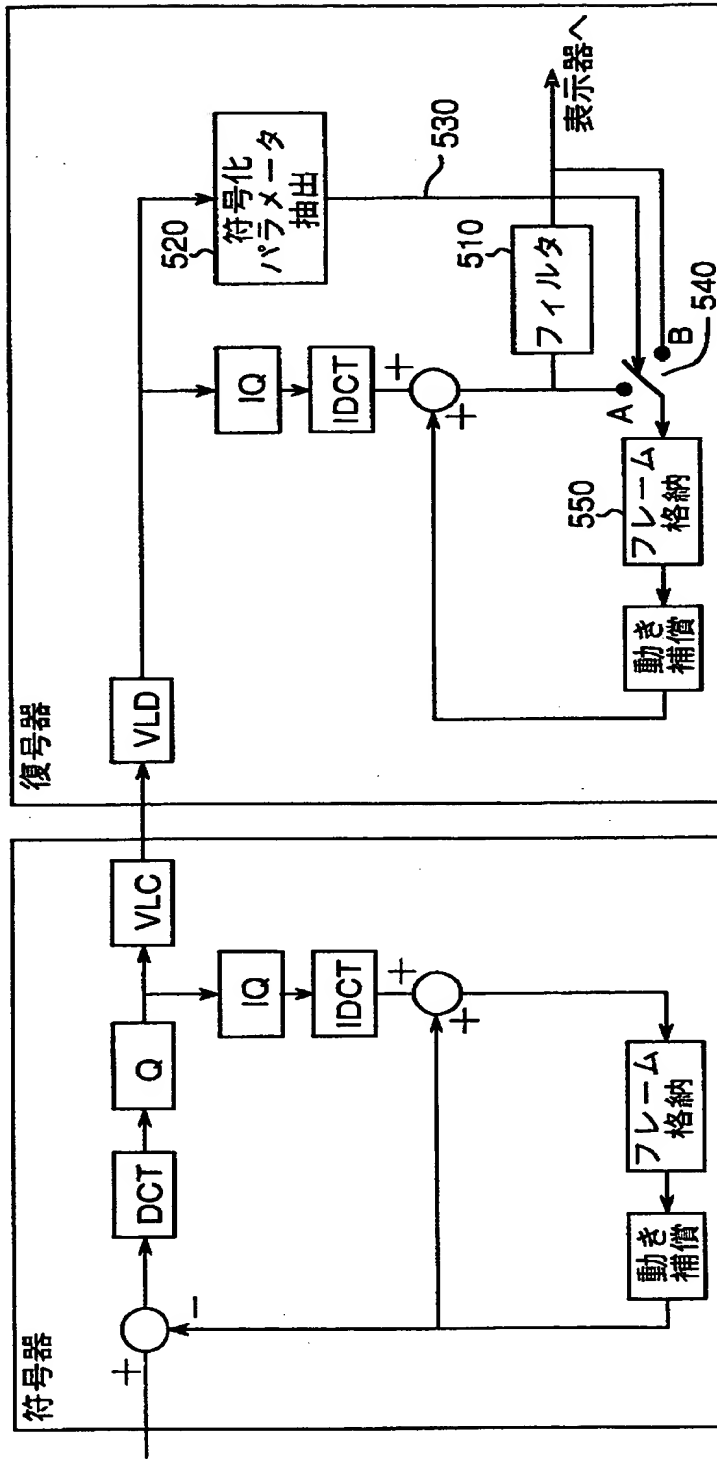 符号器
+
-
DCT
Q
VLC
IQ
IDCT
+
+
フレーム
格納
動き
補償
復号器
VLD
520
符号化
パラメータ
抽出
530
IQ
IDCT
+
+
510
フィルタ
表示器へ
A
B
540
550
フレーム
格納
動き
補償